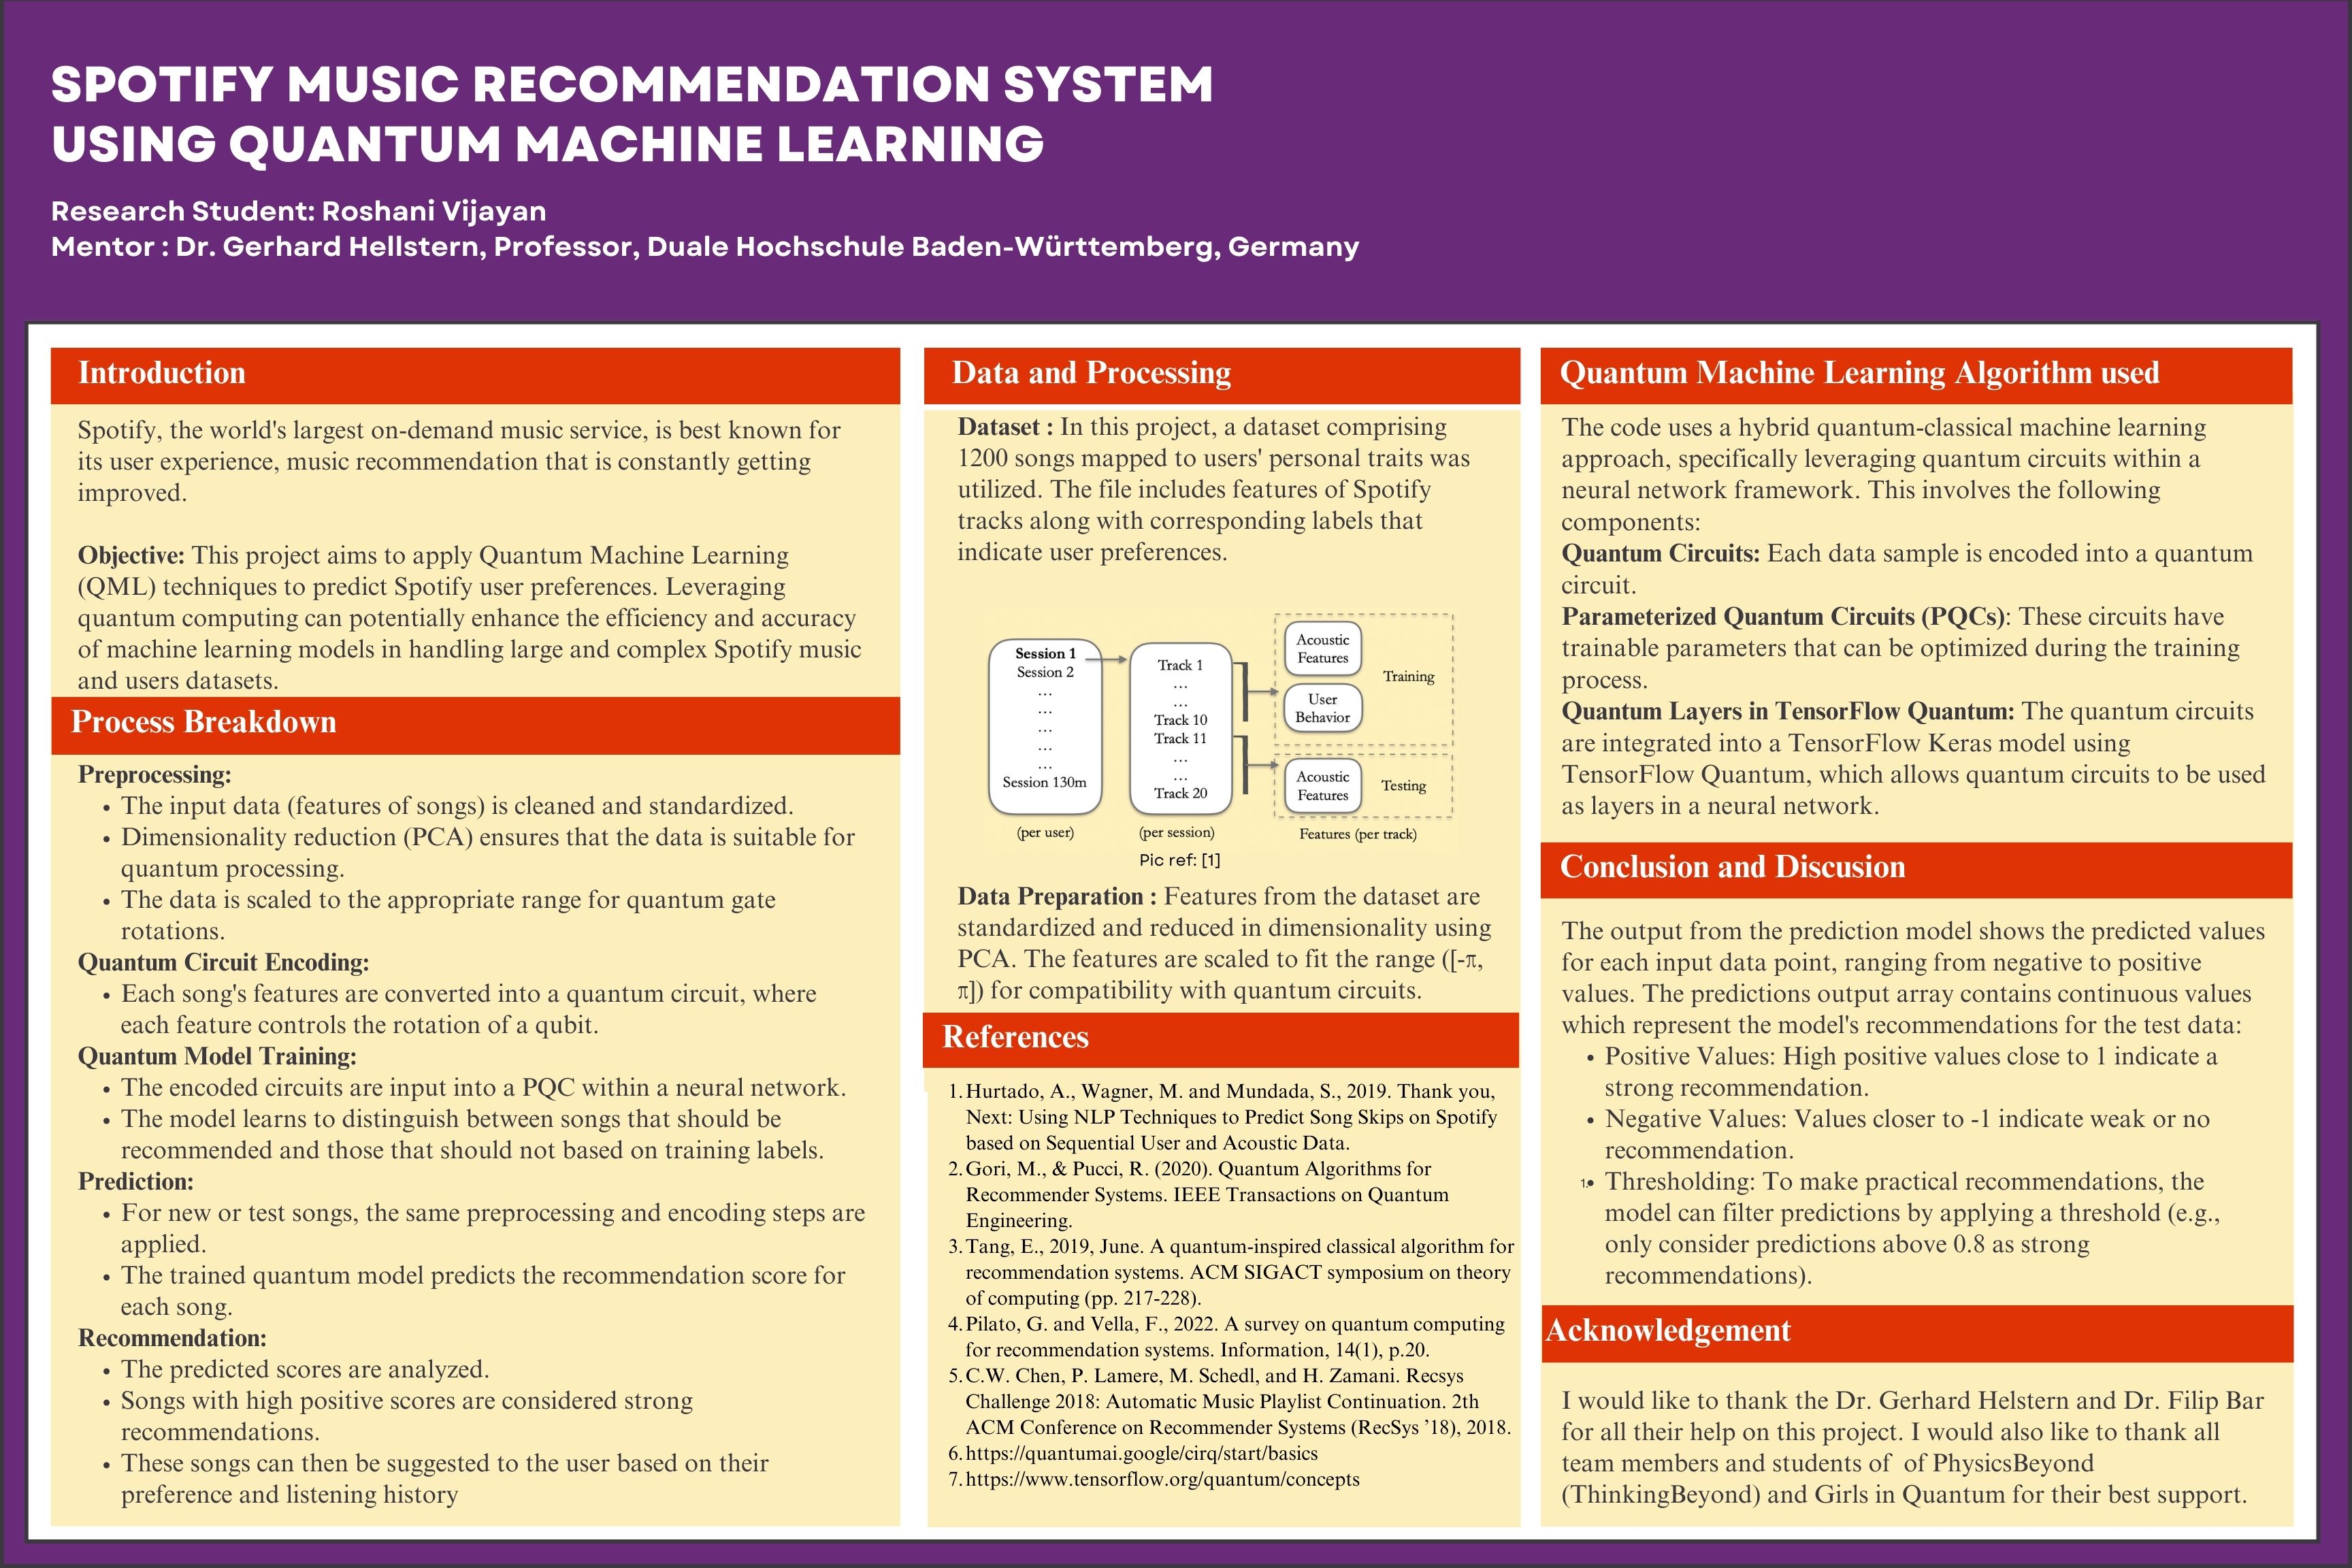 SPOTIFY MUSIC RECOMMENDATION SYSTEM
USING QUANTUM MACHINE LEARNING
Research Student: Roshani Vijayan
Mentor : Dr. Gerhard Hellstern, Professor, Duale Hochschule Baden-Württemberg, Germany
Introduction
Spotify, the world's largest on-demand music service, is best known for
its user experience, music recommendation that is constantly getting
improved.
Objective: This project aims to apply Quantum Machine Learning
(QML) techniques to predict Spotify user preferences. Leveraging
quantum computing can potentially enhance the efficiency and accuracy
of machine learning models in handling large and complex Spotify music
and users datasets.
Process Breakdown
Preprocessing:
• The input data (features of songs) is cleaned and standardized.
• Dimensionality reduction (PCA) ensures that the data is suitable for
quantum processing.
• The data is scaled to the appropriate range for quantum gate
rotations.
Quantum Circuit Encoding:
• Each song's features are converted into a quantum circuit, where
each feature controls the rotation of a qubit.
Quantum Model Training:
• The encoded circuits are input into a PQC within a neural network.
• The model learns to distinguish between songs that should be
recommended and those that should not based on training labels.
Prediction:
• For new or test songs, the same preprocessing and encoding steps are
applied.
• The trained quantum model predicts the recommendation score for
each song.
Recommendation:
• The predicted scores are analyzed.
• Songs with high positive scores are considered strong
recommendations.
• These songs can then be suggested to the user based on their
preference and listening history
Data and Processing
Dataset : In this project, a dataset comprising
1200 songs mapped to users' personal traits was
utilized. The file includes features of Spotify
tracks along with corresponding labels that
indicate user preferences.
Session 1
Session 2
...
...
...
...
...
Session 130m
(per user)
Track 1
...
...
Track 10
Track 11
...
...
Track 20
(per session)
Acoustic
Features
User
Behavior
Training
Acoustic
Features
Testing
Features (per track)
Pic ref: [1]
Data Preparation : Features from the dataset are
standardized and reduced in dimensionality using
PCA. The features are scaled to fit the range ([-π,
π]) for compatibility with quantum circuits.
References
1. Hurtado, A., Wagner, M. and Mundada, S., 2019. Thank you,
Next: Using NLP Techniques to Predict Song Skips on Spotify
based on Sequential User and Acoustic Data.
2. Gori, M., & Pucci, R. (2020). Quantum Algorithms for
Recommender Systems. IEEE Transactions on Quantum
Engineering.
3. Tang, E., 2019, June. A quantum-inspired classical algorithm for
recommendation systems. ACM SIGACT symposium on theory
of computing (pp. 217-228).
4. Pilato, G. and Vella, F., 2022. A survey on quantum computing
for recommendation systems. Information, 14(1), p.20.
5. C.W. Chen, P. Lamere, M. Schedl, and H. Zamani. Recsys
Challenge 2018: Automatic Music Playlist Continuation. 2th
ACM Conference on Recommender Systems (RecSys ’18), 2018.
6. https://quantumai.google/cirq/start/basics
7. https://www.tensorflow.org/quantum/concepts
Quantum Machine Learning Algorithm used
The code uses a hybrid quantum-classical machine learning
approach, specifically leveraging quantum circuits within a
neural network framework. This involves the following
components:
Quantum Circuits: Each data sample is encoded into a quantum
circuit.
Parameterized Quantum Circuits (PQCs): These circuits have
trainable parameters that can be optimized during the training
process.
Quantum Layers in TensorFlow Quantum: The quantum circuits
are integrated into a TensorFlow Keras model using
TensorFlow Quantum, which allows quantum circuits to be used
as layers in a neural network.
Conclusion and Discusion
The output from the prediction model shows the predicted values
for each input data point, ranging from negative to positive
values. The predictions output array contains continuous values
which represent the model's recommendations for the test data:
• Positive Values: High positive values close to 1 indicate a
strong recommendation.
• Negative Values: Values closer to -1 indicate weak or no
recommendation.
1. • Thresholding: To make practical recommendations, the
model can filter predictions by applying a threshold (e.g.,
only consider predictions above 0.8 as strong
recommendations).
Acknowledgement
I would like to thank the Dr. Gerhard Helstern and Dr. Filip Bar
for all their help on this project. I would also like to thank all
team members and students of of PhysicsBeyond
(ThinkingBeyond) and Girls in Quantum for their best support.